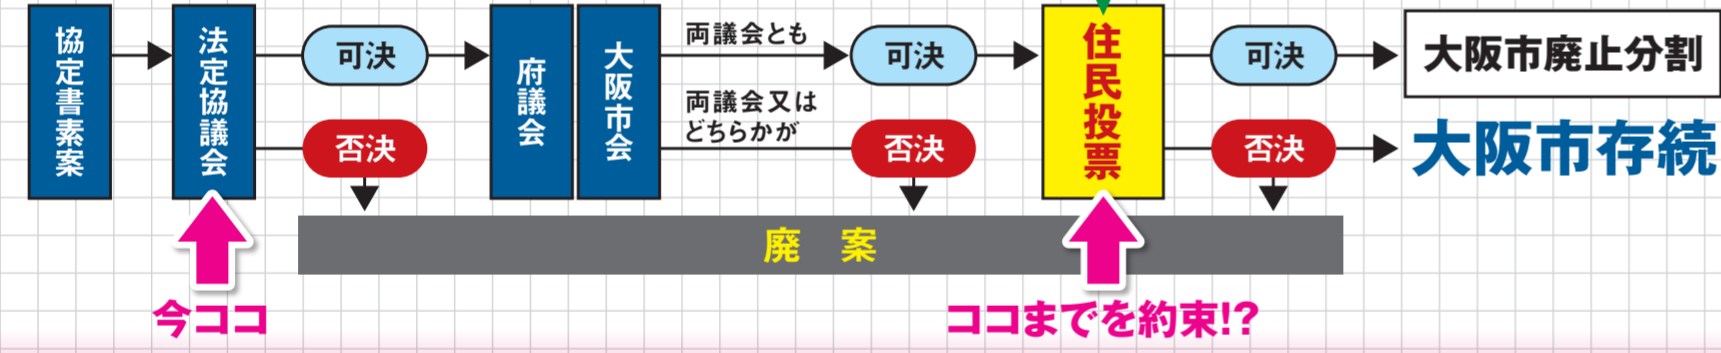 協定書素案
法定協議会
可決
否決
府議会
大阪市会
両議会とも
両議会又は
どちらかが
可決
否決
住民投票
可決
否決
大阪市廃止分割
大阪市存続
廃 案
今ココ
ココまでを約束!?